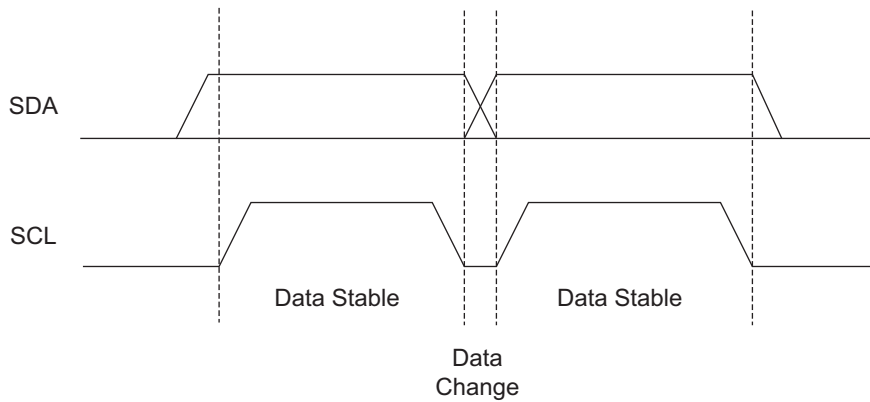 SDA
SCL
Data Stable
Data Stable
Data
Change